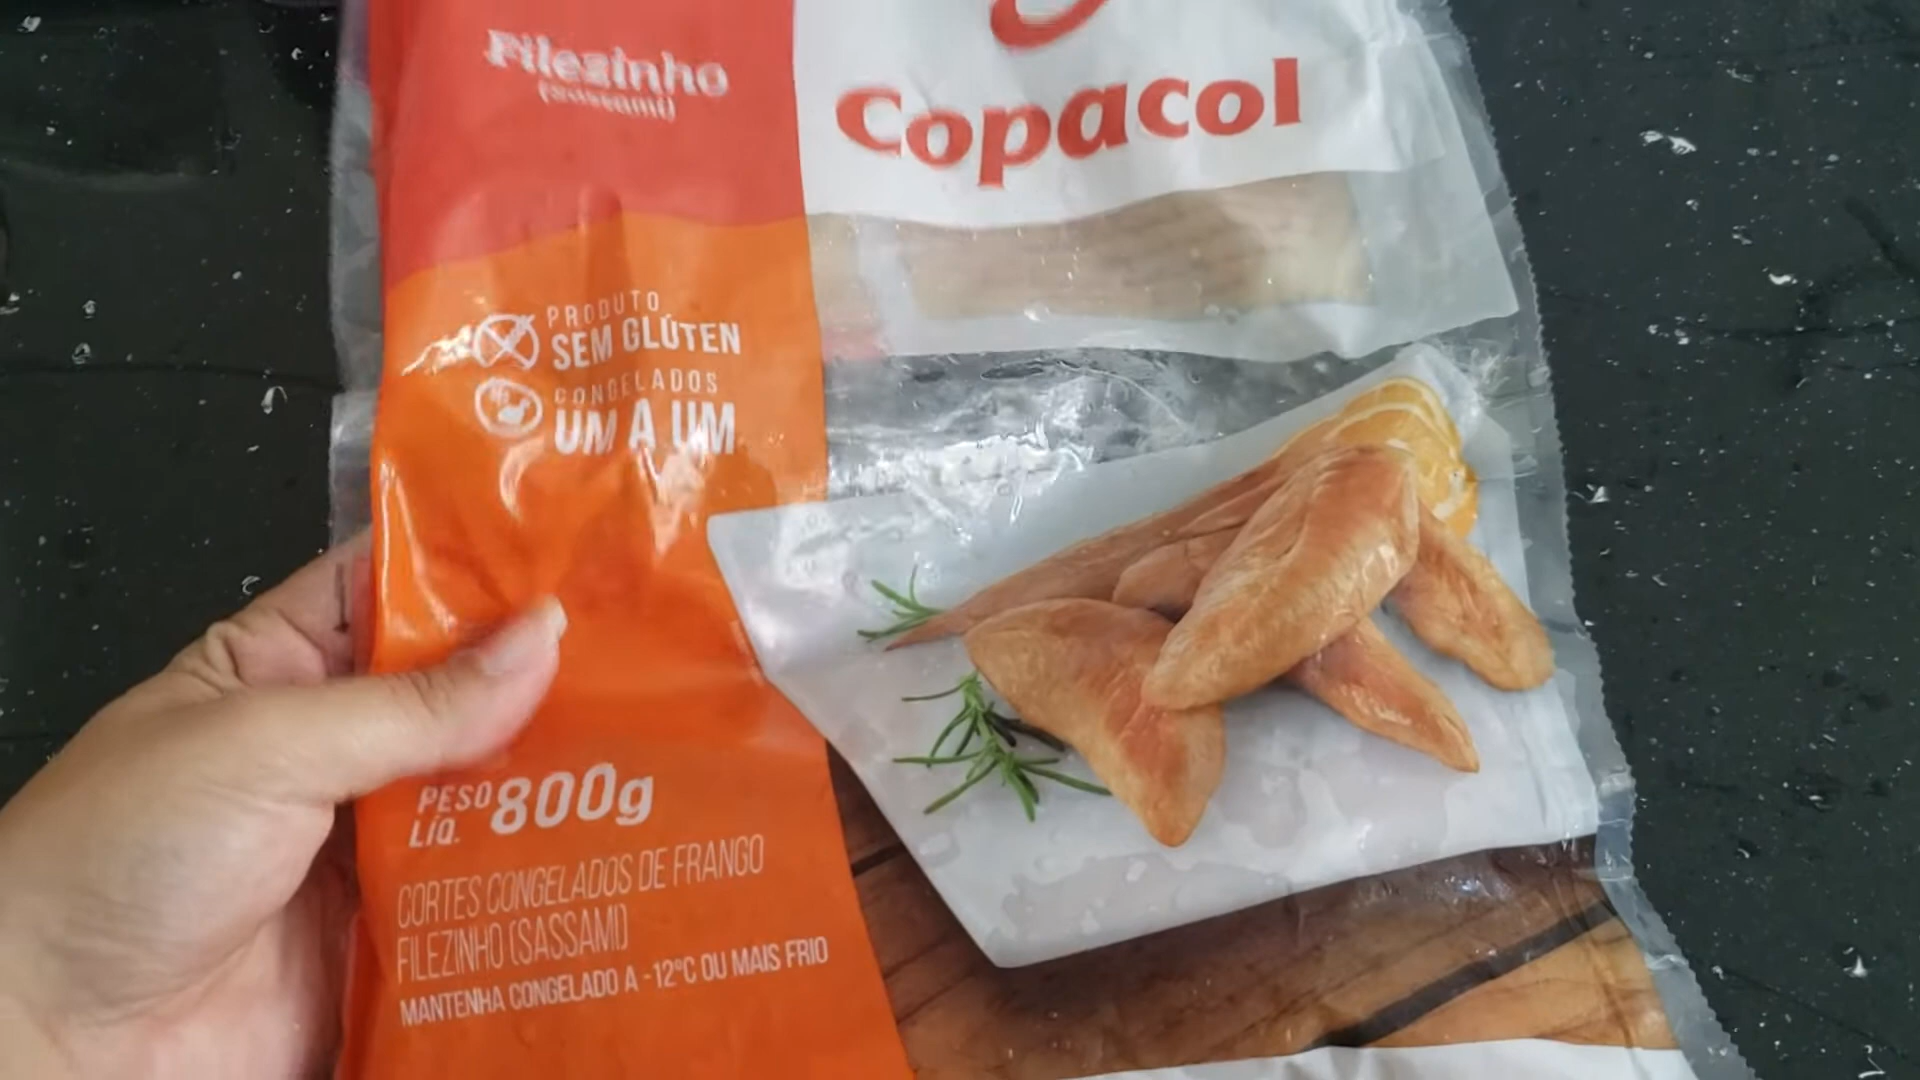 Filezinho
(Sassami)
Copacol
PRODUTO
SEM GLÚTEN
CONGELADOS
UM A UM
PESO LÍQ. 800g
CORTES CONGELADOS DE FRANGO
FILEZINHO (SASSAMI)
MANTENHA CONGELADO A -12°C OU MAIS FRIO